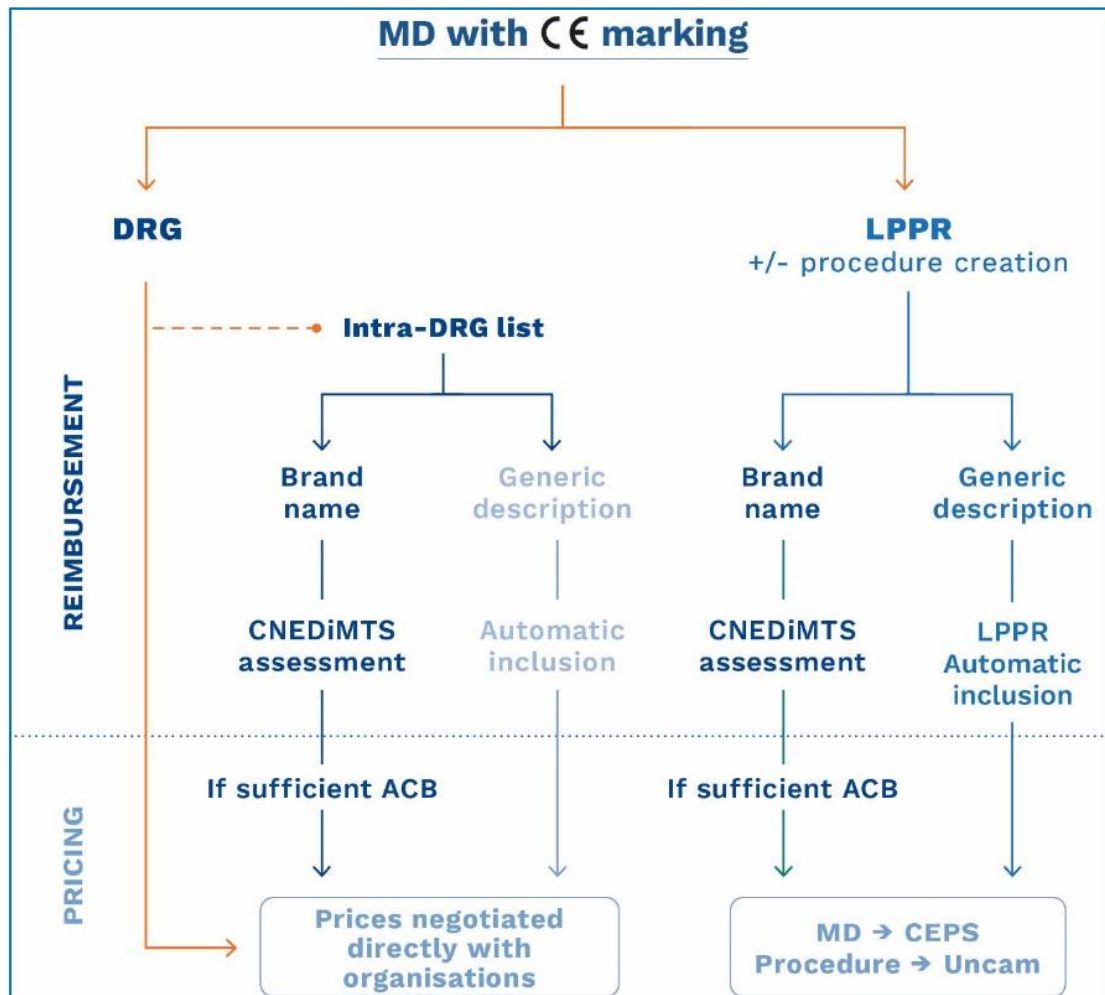 MD with CE marking
DRG
LPPR
+/- procedure creation
Intra-DRG list
REIMBURSEMENT
Brand
name
Generic
description
Brand
name
Generic
description
CNEDiMTS
assessment
Automatic
inclusion
CNEDiMTS
assessment
LPPR
Automatic
inclusion
PRICING
If sufficient ACB
If sufficient ACB
Prices negotiated
directly with
organisations
MD → CEPS
Procedure → Uncam